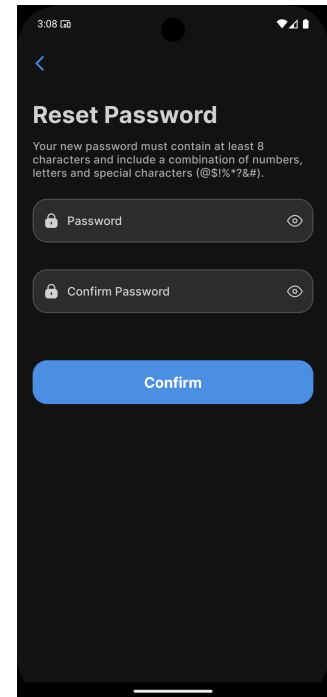 3:08
Reset Password
Your new password must contain at least 8
characters and include a combination of numbers,
letters and special characters (@$!%*?&#).
Password
Confirm Password
Confirm